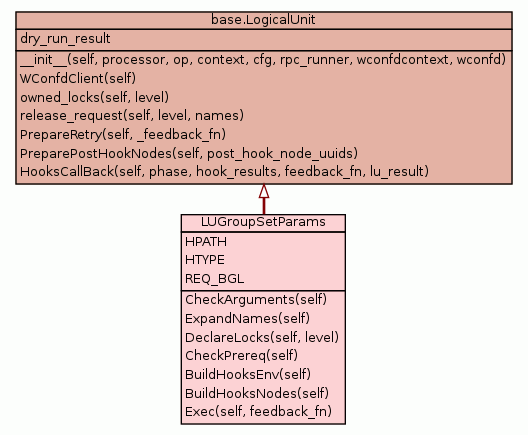 base.LogicalUnit
dry_run_result
__init__(self, processor, op, context, cfg, rpc_runner, wconfdcontext, wconfd)
WConfdClient(self)
owned_locks(self, level)
release_request(self, level, names)
PrepareRetry(self, _feedback_fn)
PreparePostHookNodes(self, post_hook_node_uuids)
HooksCallBack(self, phase, hook_results, feedback_fn, lu_result)
LUGroupSetParams
HPATH
HTYPE
REQ_BGL
CheckArguments(self)
ExpandNames(self)
DeclareLocks(self, level)
CheckPrereq(self)
BuildHooksEnv(self)
BuildHooksNodes(self)
Exec(self, feedback_fn)